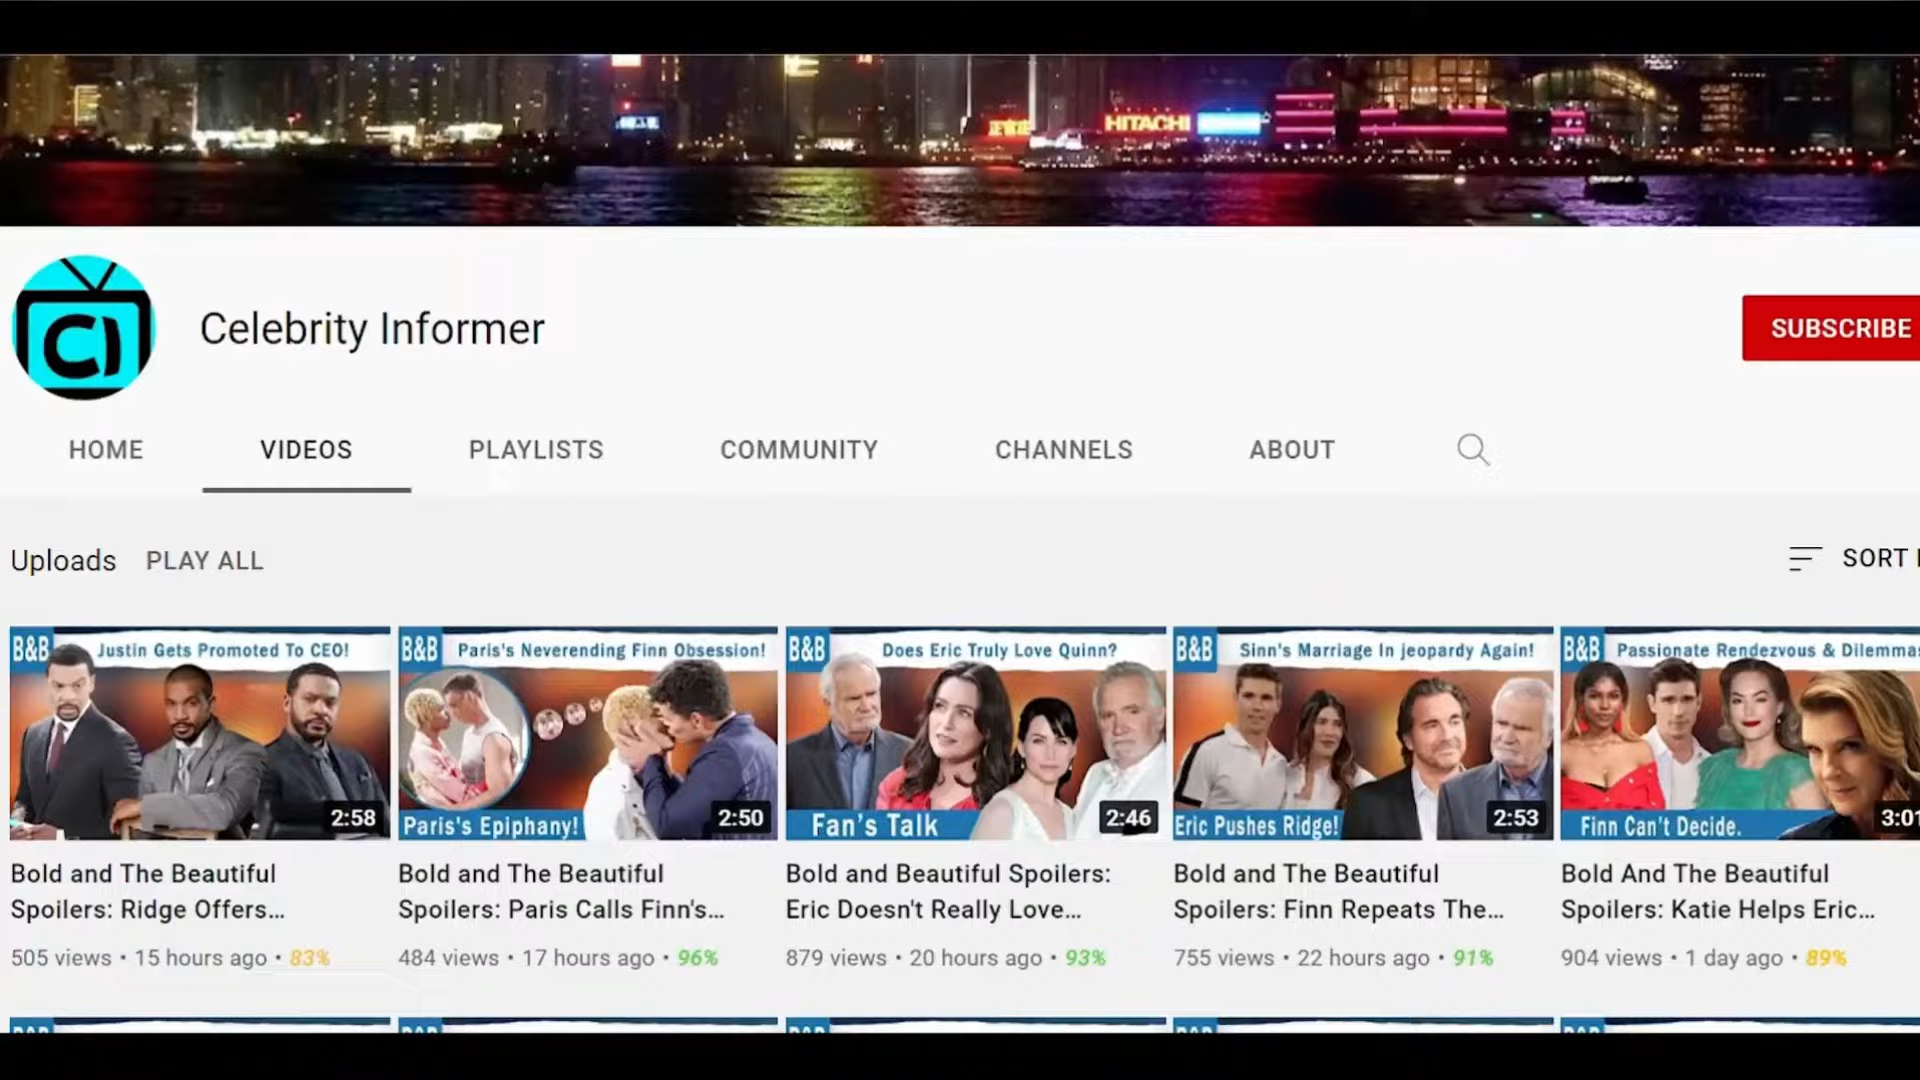 正官庄
HITACHI
CI
Celebrity Informer
SUBSCRIBE
HOME
VIDEOS
PLAYLISTS
COMMUNITY
CHANNELS
ABOUT
Uploads
PLAY ALL
SORT
B&B
Justin Gets Promoted To CEO!
2:58
Bold and The Beautiful
Spoilers: Ridge Offers...
505 views • 15 hours ago • 83%
B&B
Paris's Neverending Finn Obsession!
Paris's Epiphany!
2:50
Bold and The Beautiful
Spoilers: Paris Calls Finn's...
484 views • 17 hours ago • 96%
B&B
Does Eric Truly Love Quinn?
Fan's Talk
2:46
Bold and Beautiful Spoilers:
Eric Doesn't Really Love...
879 views • 20 hours ago • 93%
B&B
Sinn's Marriage In jeopardy Again!
Eric Pushes Ridge!
2:53
Bold and The Beautiful
Spoilers: Finn Repeats The...
755 views • 22 hours ago • 91%
B&B
Passionate Rendezvous & Dilemmas
Finn Can't Decide.
3:01
Bold And The Beautiful
Spoilers: Katie Helps Eric...
904 views • 1 day ago • 89%